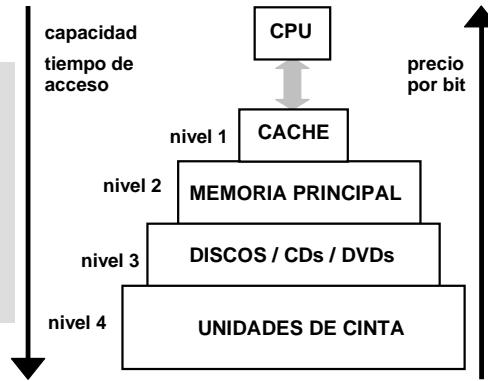 capacidad
CPU
tiempo de
acceso
precio
por bit
nivel 1
CACHE
nivel 2
MEMORIA PRINCIPAL
nivel 3
DISCOS / CDs / DVDs
nivel 4
UNIDADES DE CINTA